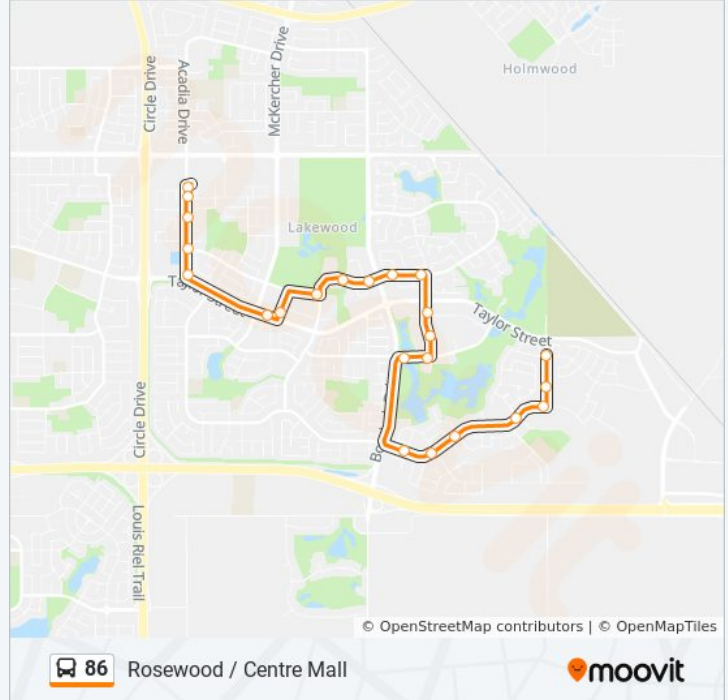 Holmwood
Circle Drive
Acadia Drive
McKercher Drive
Lakewood
Taylor Street
Taylor Street
Circle Drive
Louis Riel Trail
© OpenStreetMap contributors | © OpenMapTiles
86 Rosewood / Centre Mall
moovit